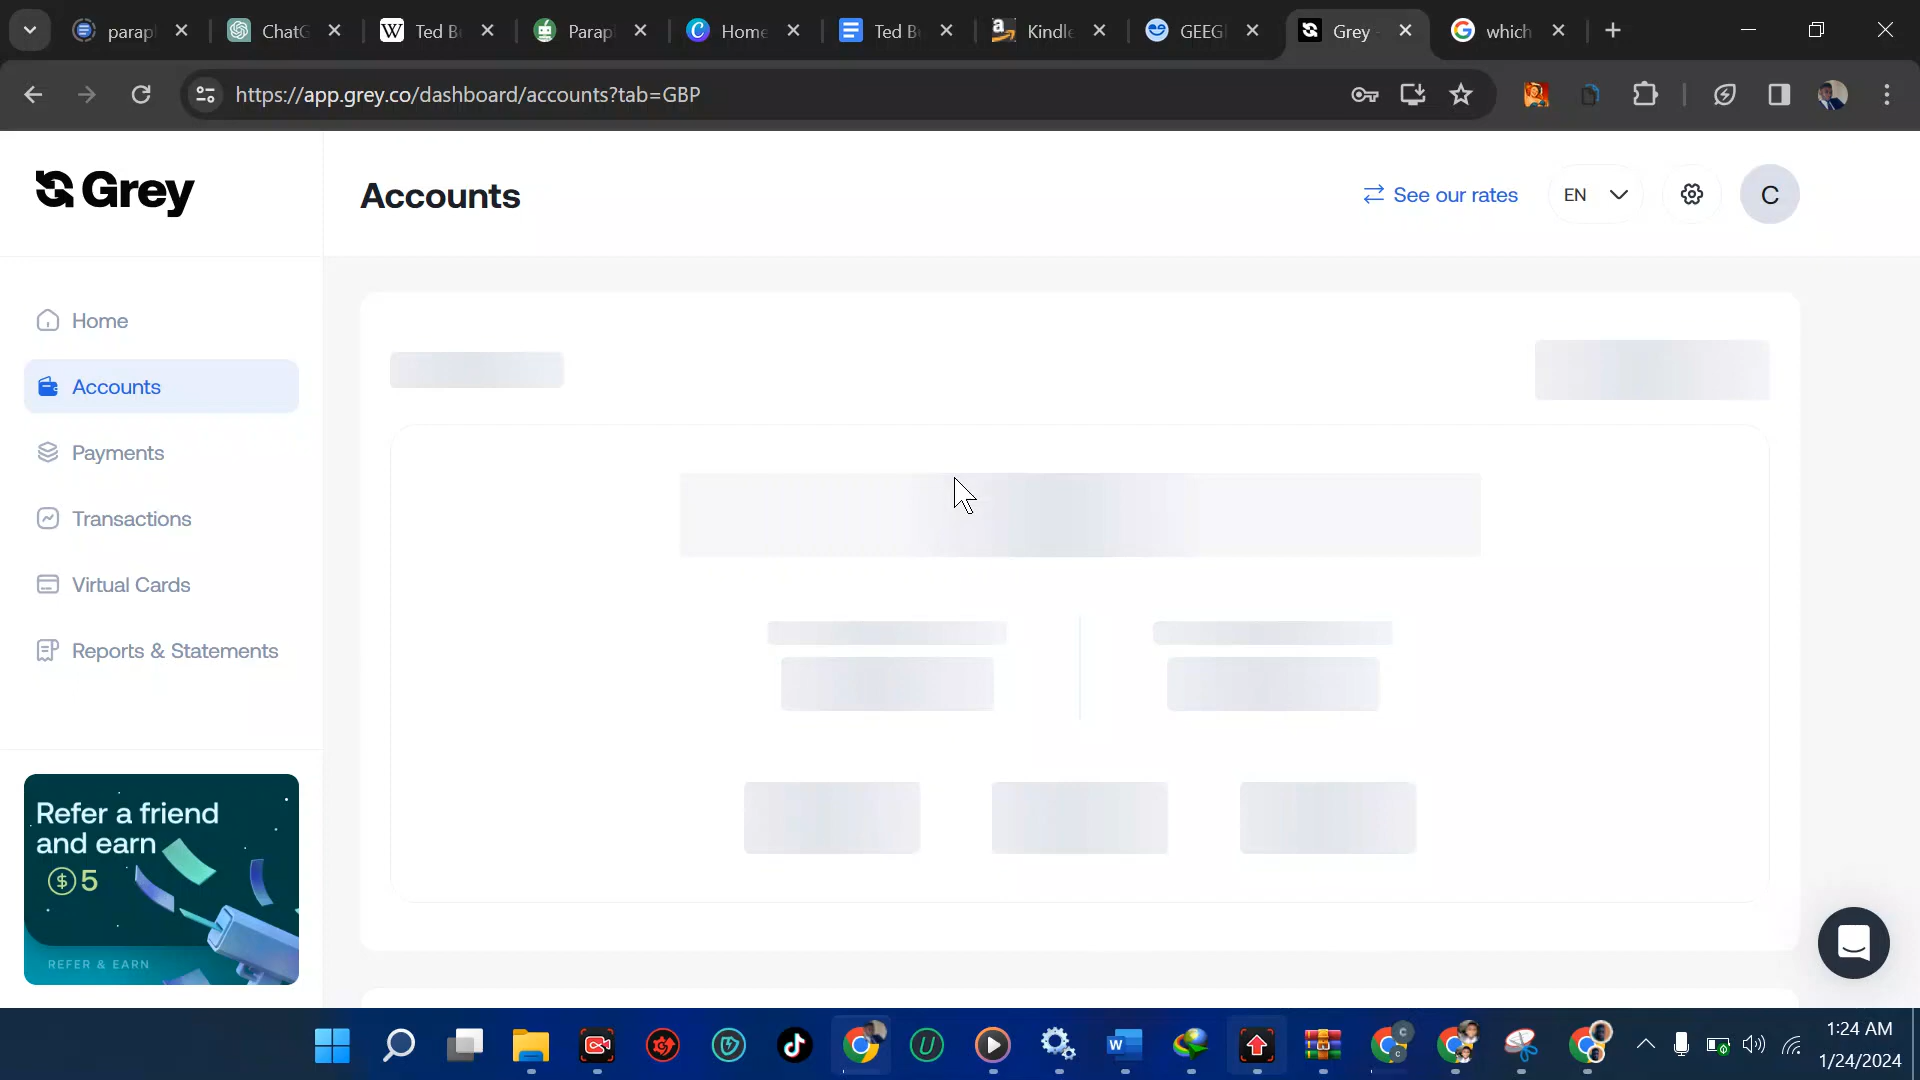 parap
ChatG
Ted B
Parap
Home
Ted B
Kindle
GEEG
Grey -
which
https://app.grey.co/dashboard/accounts?tab=GBP
Grey
Accounts
See our rates
EN
C
Home
Accounts
Payments
Transactions
Virtual Cards
Reports & Statements
Refer a friend
and earn
$ 5
REFER & EARN
1:24 AM
1/24/2024